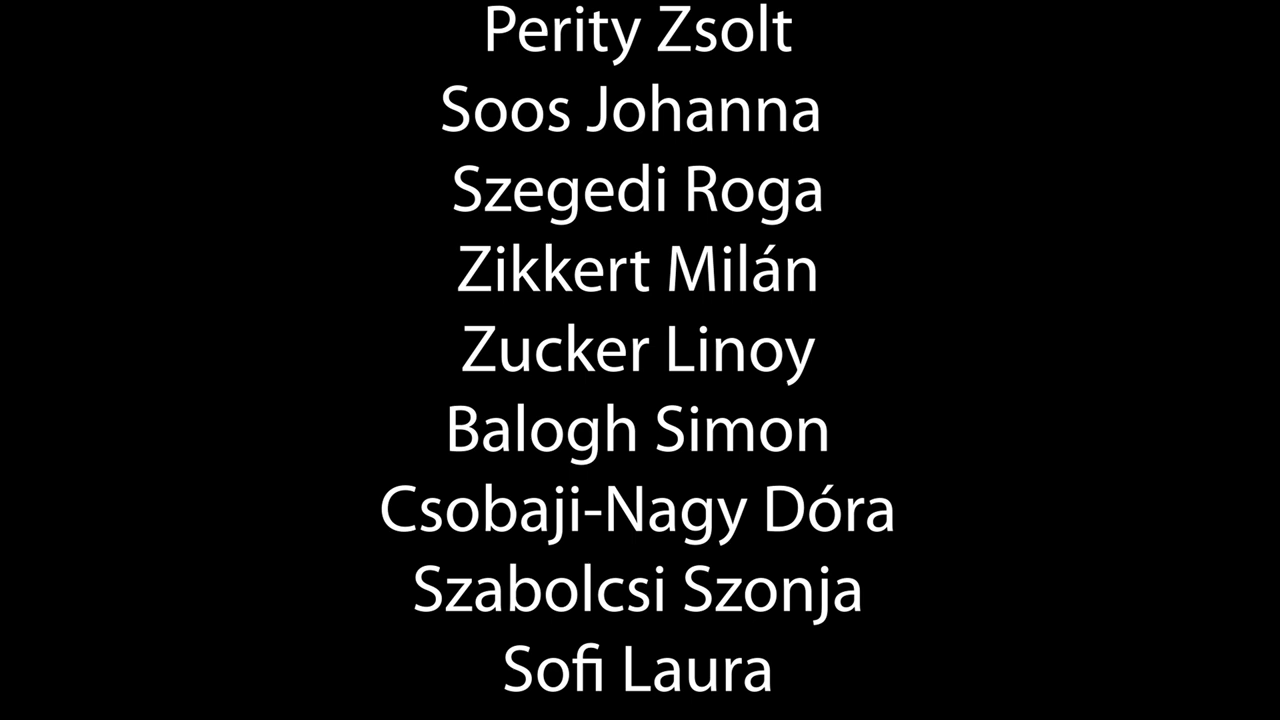 Perity Zsolt
Soos Johanna
Szegedi Roga
Zikkert Milán
Zucker Linoy
Balogh Simon
Csobaji-Nagy Dóra
Szabolcsi Szonja
Sofi Laura